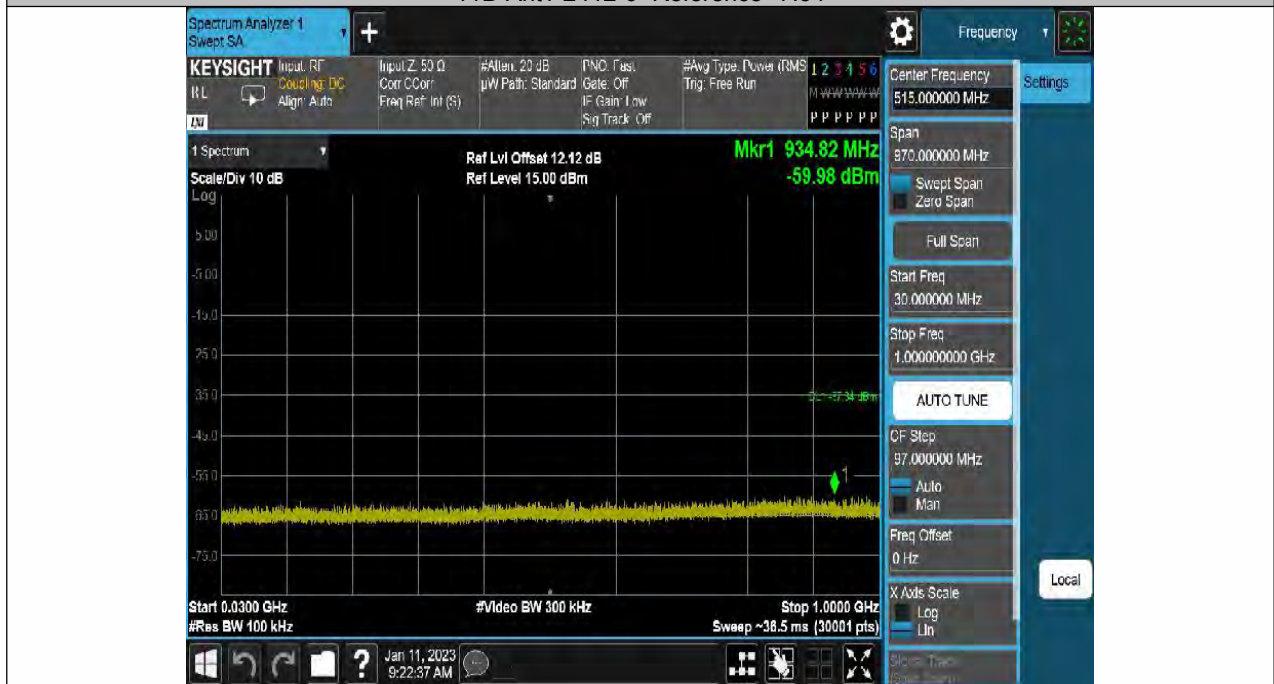 Spectrum Analyzer 1
Swept SA
+
Frequency
KEYSIGHT
RL
LXI
Input: RF
Coupling: DC
Align: Auto
Input Z: 50 Ω
Corr CCorr
Freq Ref: Int (S)
#Atten: 20 dB
µW Path: Standard
PNO: Fast
Gate: Off
IF Gain: Low
Sig Track: Off
#Avg Type: Power (RMS
Trig: Free Run
1 2 3 4 5 6
M W W W W W
P P P P P P
1 Spectrum
Scale/Div 10 dB
Log
Ref Lvl Offset 12.12 dB
Ref Level 15.00 dBm
Mkr1 934.82 MHz
-59.98 dBm
5.00
-5.00
-15.0
-25.0
-35.0
-45.0
-55.0
-65.0
-75.0
1
Start 0.0300 GHz
#Res BW 100 kHz
#Video BW 300 kHz
Stop 1.0000 GHz
Sweep ~36.5 ms (30001 pts)
Center Frequency
515.000000 MHz
Span
970.000000 MHz
Swept Span
Zero Span
Full Span
Start Freq
30.000000 MHz
Stop Freq
1.000000000 GHz
AUTO TUNE
CF Step
97.000000 MHz
Auto
Man
Freq Offset
0 Hz
X Axis Scale
Log
Lin
Signal Track
Settings
Local
?
Jan 11, 2023
9:22:37 AM